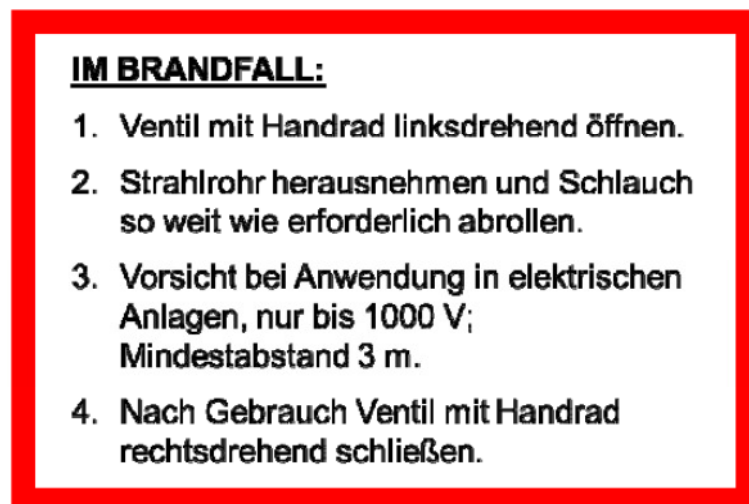 IM BRANDFALL:
1. Ventil mit Handrad linksdrehend öffnen.
2. Strahlrohr herausnehmen und Schlauch
so weit wie erforderlich abrollen.
3. Vorsicht bei Anwendung in elektrischen
Anlagen, nur bis 1000 V;
Mindestabstand 3 m.
4. Nach Gebrauch Ventil mit Handrad
rechtsdrehend schließen.